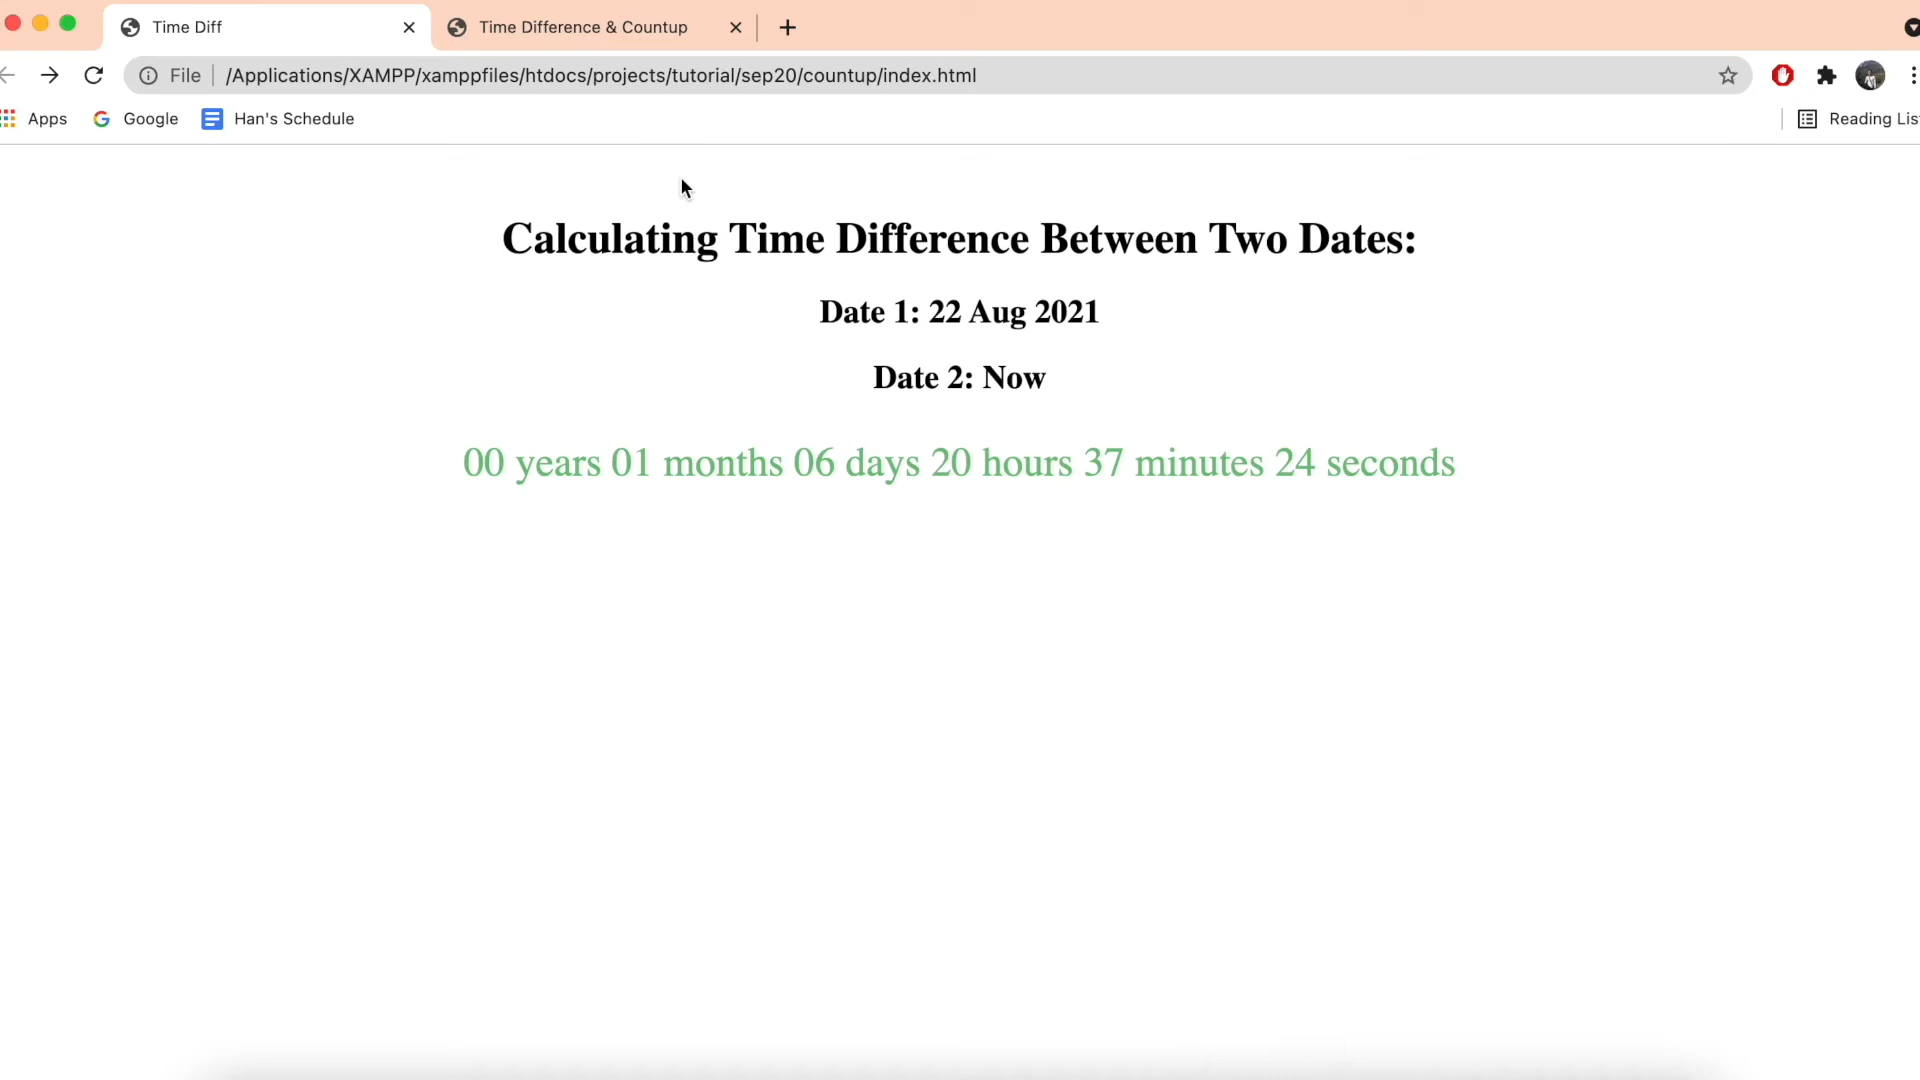 Time Diff
Time Difference & Countup
File
/Applications/XAMPP/xamppfiles/htdocs/projects/tutorial/sep20/countup/index.html
Apps
Google
Han's Schedule
Reading Lis
Calculating Time Difference Between Two Dates:
Date 1: 22 Aug 2021
Date 2: Now
00 years 01 months 06 days 20 hours 37 minutes 24 seconds